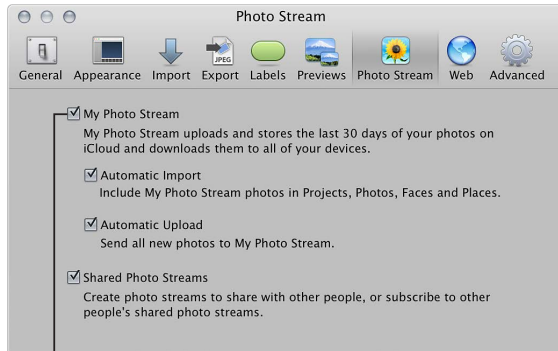 Photo Stream
JPEG
General Appearance Import Export Labels Previews Photo Stream Web Advanced
My Photo Stream
My Photo Stream uploads and stores the last 30 days of your photos on
iCloud and downloads them to all of your devices.
Automatic Import
Include My Photo Stream photos in Projects, Photos, Faces and Places.
Automatic Upload
Send all new photos to My Photo Stream.
Shared Photo Streams
Create photo streams to share with other people, or subscribe to other
people's shared photo streams.